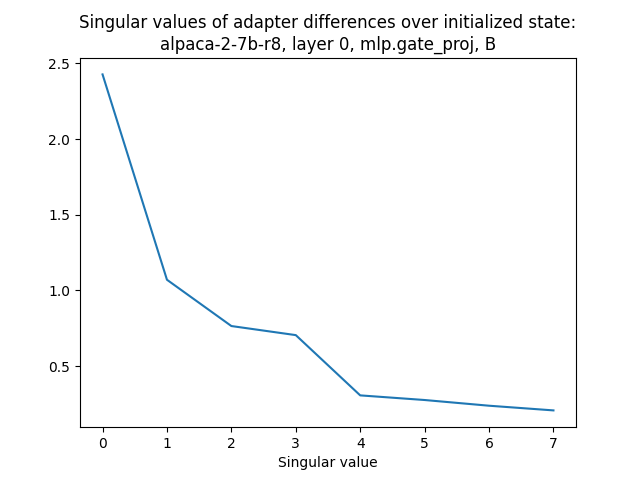 Singular values of adapter differences over initialized state:
alpaca-2-7b-r8, layer 0, mlp.gate_proj, B
2.5
2.0
1.5
1.0
0.5
0 1 2 3 4 5 6 7
Singular value